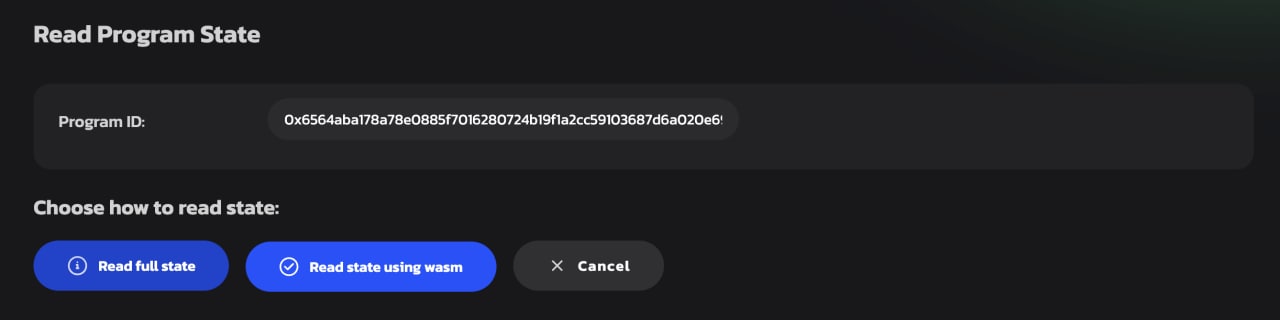 Read Program State
Program ID: 0x6564aba178a78e0885f7016280724b19f1a2cc59103687d6a020e6
Choose how to read state:
Read full state Read state using wasm Cancel